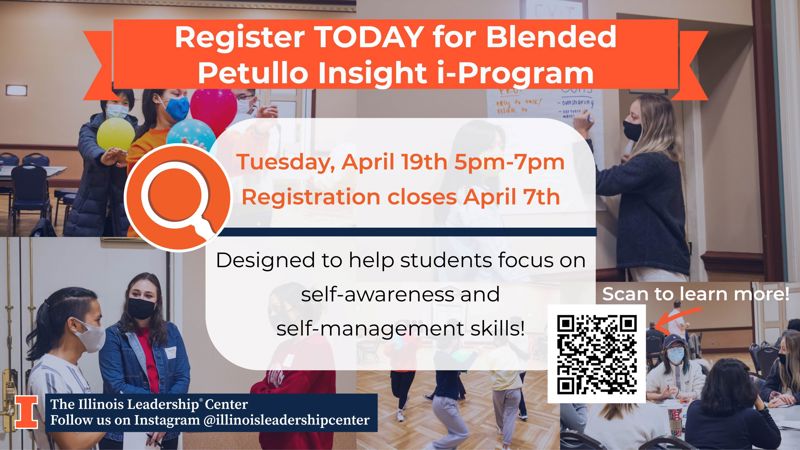 Register TODAY for Blended
Petullo Insight i-Program
Tuesday, April 19th 5pm-7pm
Registration closes April 7th
Designed to help students focus on
self-awareness and
self-management skills!
Scan to learn more!
The Illinois Leadership® Center
Follow us on Instagram @illinoisleadershipcenter